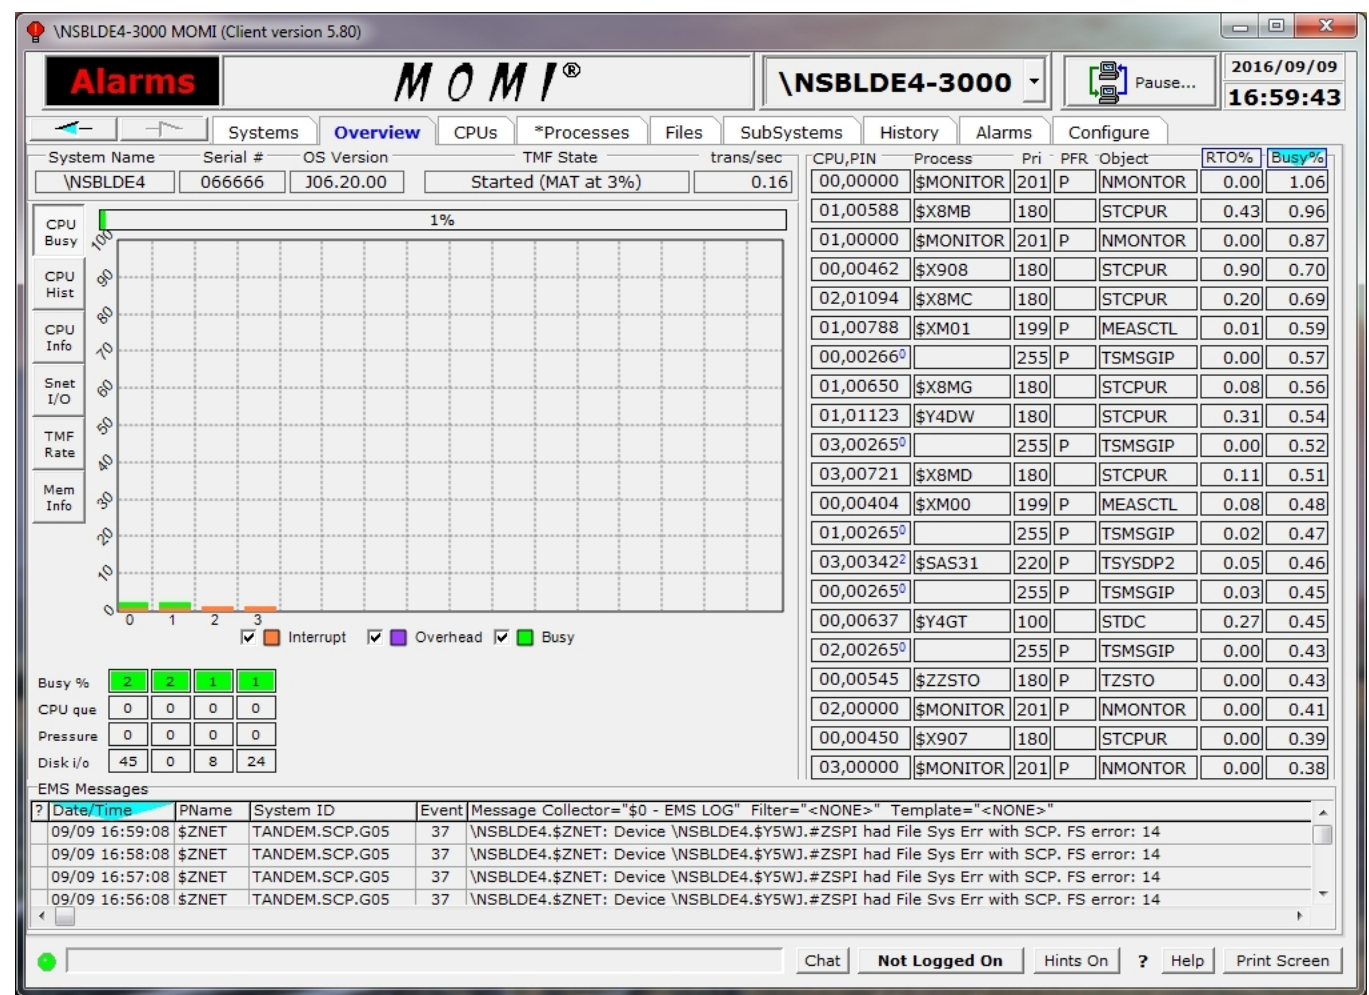 \NSBLDE4-3000 MOMI (Client version 5.80)
Alarms
MOMI®
\NSBLDE4-3000
Pause...
2016/09/09
16:59:43
Systems Overview CPUs *Processes Files SubSystems History Alarms Configure
System Name Serial # OS Version TMF State trans/sec
\NSBLDE4 066666 J06.20.00 Started (MAT at 3%) 0.16
CPU Busy
CPU Hist
CPU Info
Snet I/O
TMF Rate
Mem Info
1%
100
90
80
70
60
50
40
30
20
10
0
0 1 2 3
Interrupt Overhead Busy
Busy % 2 2 1 1
CPU que 0 0 0 0
Pressure 0 0 0 0
Disk i/o 45 0 8 24
CPU,PIN Process Pri PFR Object RTO% Busy%
00,00000 $MONITOR 201 P NMONTOR 0.00 1.06
01,00588 $X8MB 180 STCPUR 0.43 0.96
01,00000 $MONITOR 201 P NMONTOR 0.00 0.87
00,00462 $X908 180 STCPUR 0.90 0.70
02,01094 $X8MC 180 STCPUR 0.20 0.69
01,00788 $XM01 199 P MEASCTL 0.01 0.59
00,00266⁰ 255 P TSMSGIP 0.00 0.57
01,00650 $X8MG 180 STCPUR 0.08 0.56
01,01123 $Y4DW 180 STCPUR 0.31 0.54
03,00265⁰ 255 P TSMSGIP 0.00 0.52
03,00721 $X8MD 180 STCPUR 0.11 0.51
00,00404 $XM00 199 P MEASCTL 0.08 0.48
01,00265⁰ 255 P TSMSGIP 0.02 0.47
03,00342² $SAS31 220 P TSYSDP2 0.05 0.46
00,00265⁰ 255 P TSMSGIP 0.03 0.45
00,00637 $Y4GT 100 STDC 0.27 0.45
02,00265⁰ 255 P TSMSGIP 0.00 0.43
00,00545 $ZZSTO 180 P TZSTO 0.00 0.43
02,00000 $MONITOR 201 P NMONTOR 0.00 0.41
00,00450 $X907 180 STCPUR 0.00 0.39
03,00000 $MONITOR 201 P NMONTOR 0.00 0.38
EMS Messages
? Date/Time PName System ID Event Message Collector="$0 - EMS LOG" Filter="<NONE>" Template="<NONE>"
09/09 16:59:08 $ZNET TANDEM.SCP.G05 37 \NSBLDE4.$ZNET: Device \NSBLDE4.$Y5WJ.#ZSPI had File Sys Err with SCP. FS error: 14
09/09 16:58:08 $ZNET TANDEM.SCP.G05 37 \NSBLDE4.$ZNET: Device \NSBLDE4.$Y5WJ.#ZSPI had File Sys Err with SCP. FS error: 14
09/09 16:57:08 $ZNET TANDEM.SCP.G05 37 \NSBLDE4.$ZNET: Device \NSBLDE4.$Y5WJ.#ZSPI had File Sys Err with SCP. FS error: 14
09/09 16:56:08 $ZNET TANDEM.SCP.G05 37 \NSBLDE4.$ZNET: Device \NSBLDE4.$Y5WJ.#ZSPI had File Sys Err with SCP. FS error: 14
Chat Not Logged On Hints On ? Help Print Screen